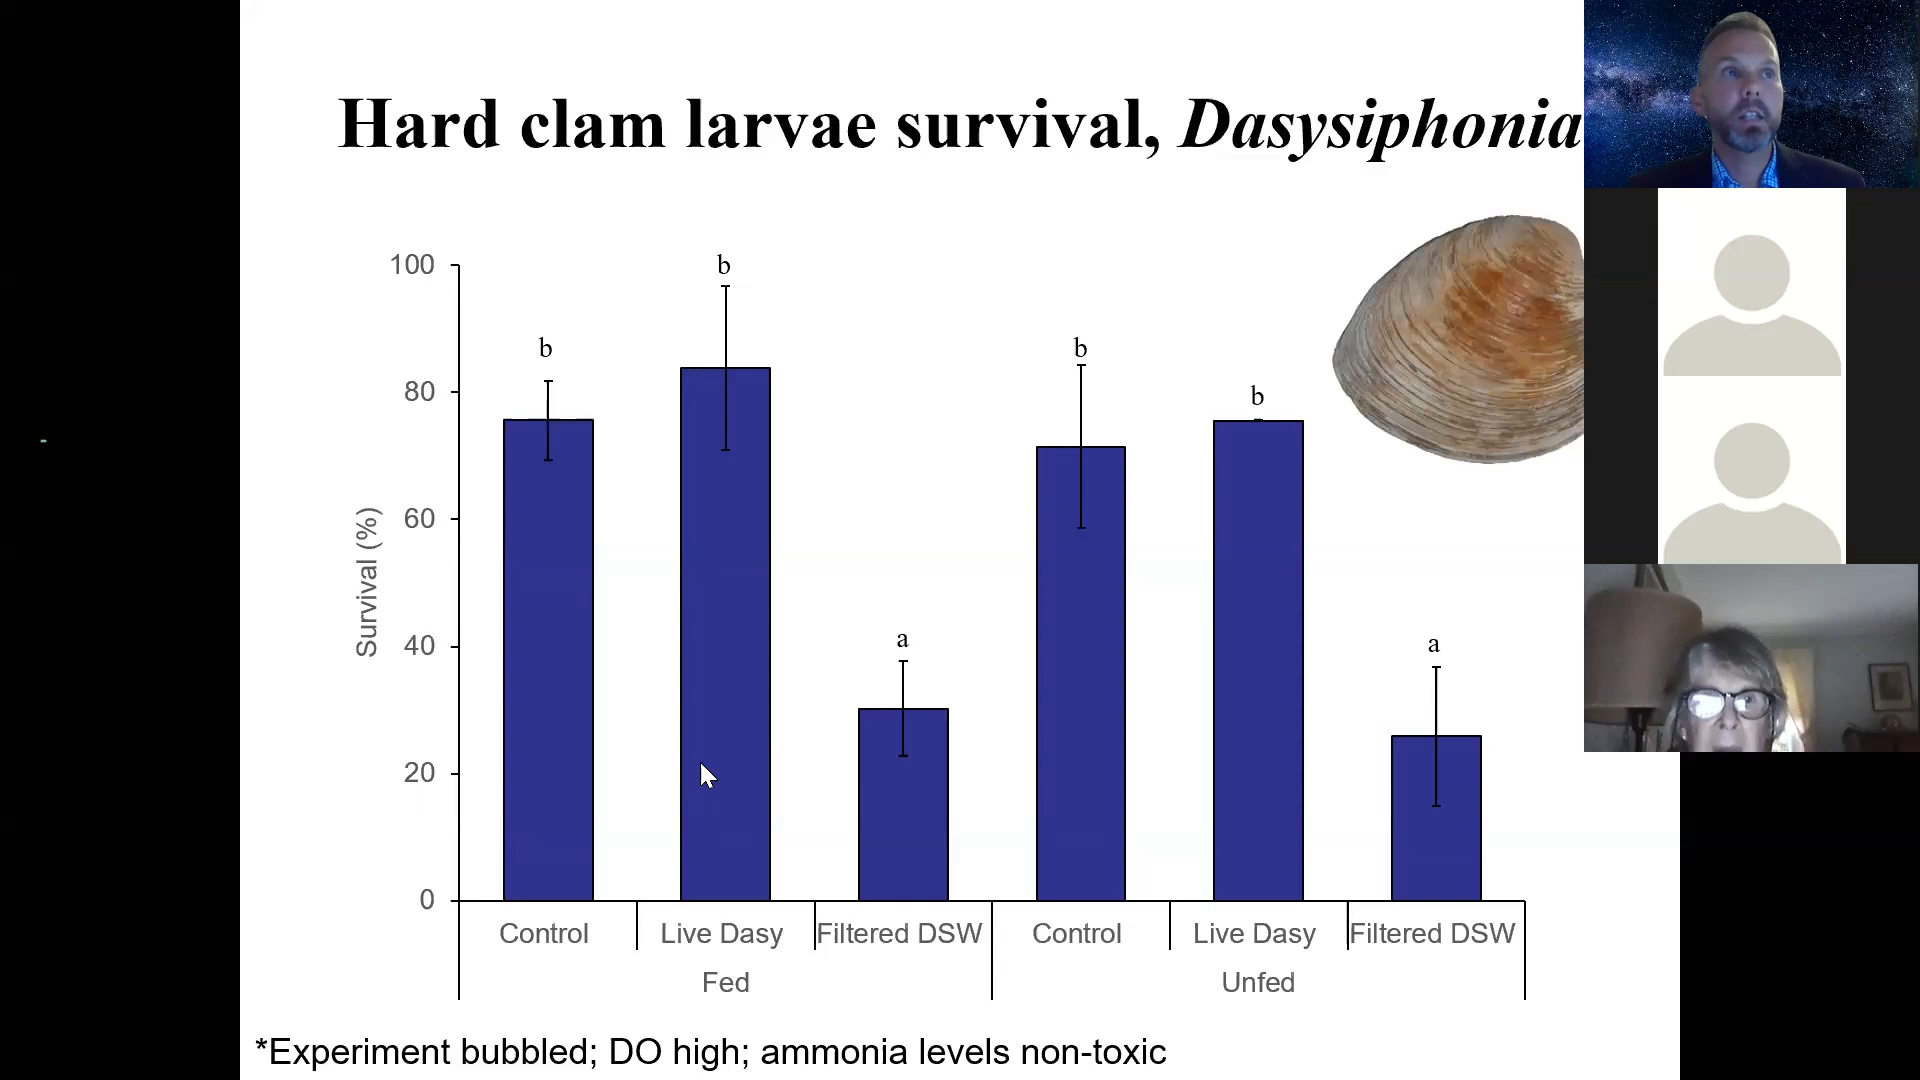 Hard clam larvae survival, Dasysiphonia
100
80
60
40
20
0
Survival (%)
b
b
a
b
b
a
Control
Live Dasy
Filtered DSW
Control
Live Dasy
Filtered DSW
Fed
Unfed
*Experiment bubbled; DO high; ammonia levels non-toxic